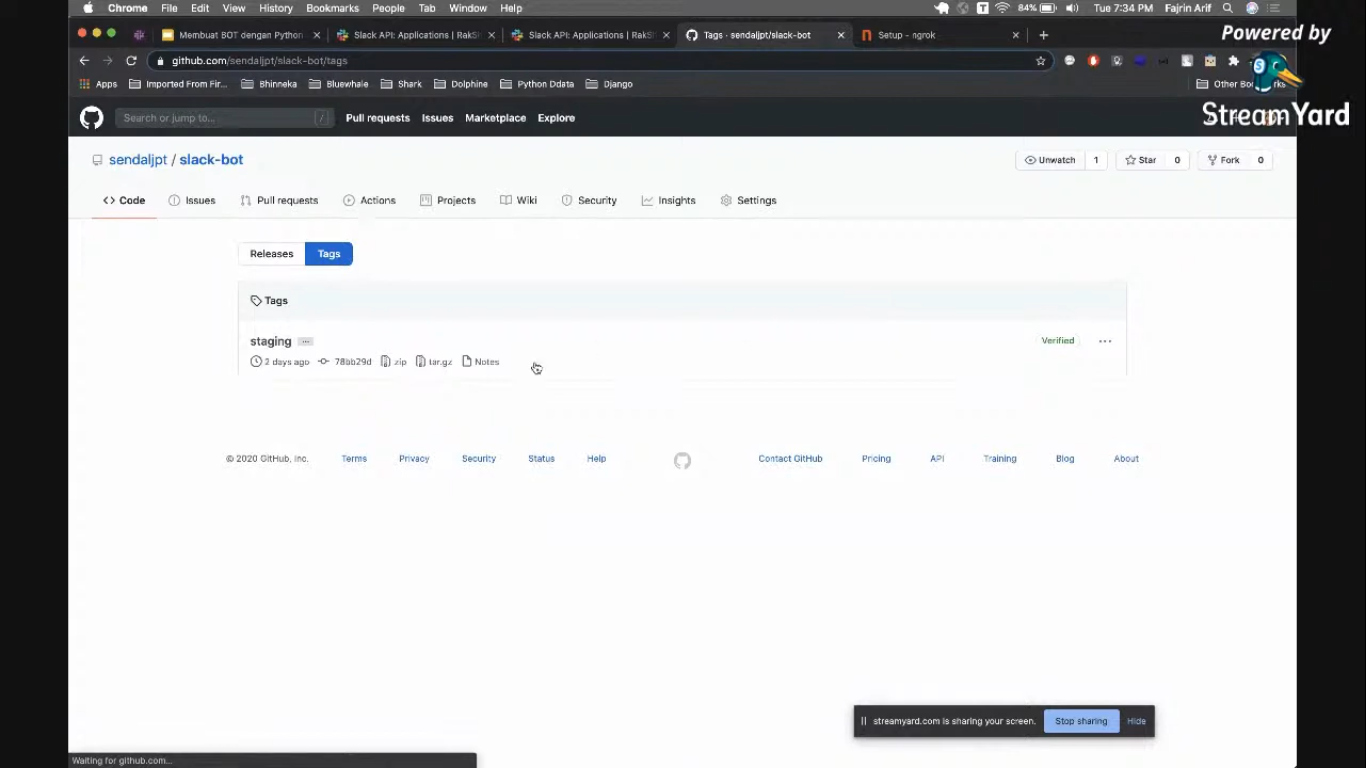 Chrome File Edit View History Bookmarks People Tab Window Help 84% Tue 7:34 PM Fajrin Arif
Powered by
StreamYard
Membuat BOT dengan Python Slack API: Applications | RakS Slack API: Applications | RakS Tags · sendaljpt/slack-bot Setup - ngrok
github.com/sendaljpt/slack-bot/tags
Apps Imported From Fir... Bhinneka Bluewhale Shark Dolphine Python Ddata Django
Search or jump to... / Pull requests Issues Marketplace Explore
sendaljpt / slack-bot Unwatch 1 Star 0 Fork 0
Code Issues Pull requests Actions Projects Wiki Security Insights Settings
Releases Tags
Tags
staging ... Verified ...
2 days ago 78bb29d zip tar.gz Notes
© 2020 GitHub, Inc. Terms Privacy Security Status Help Contact GitHub Pricing API Training Blog About
streamyard.com is sharing your screen. Stop sharing Hide
Waiting for github.com...